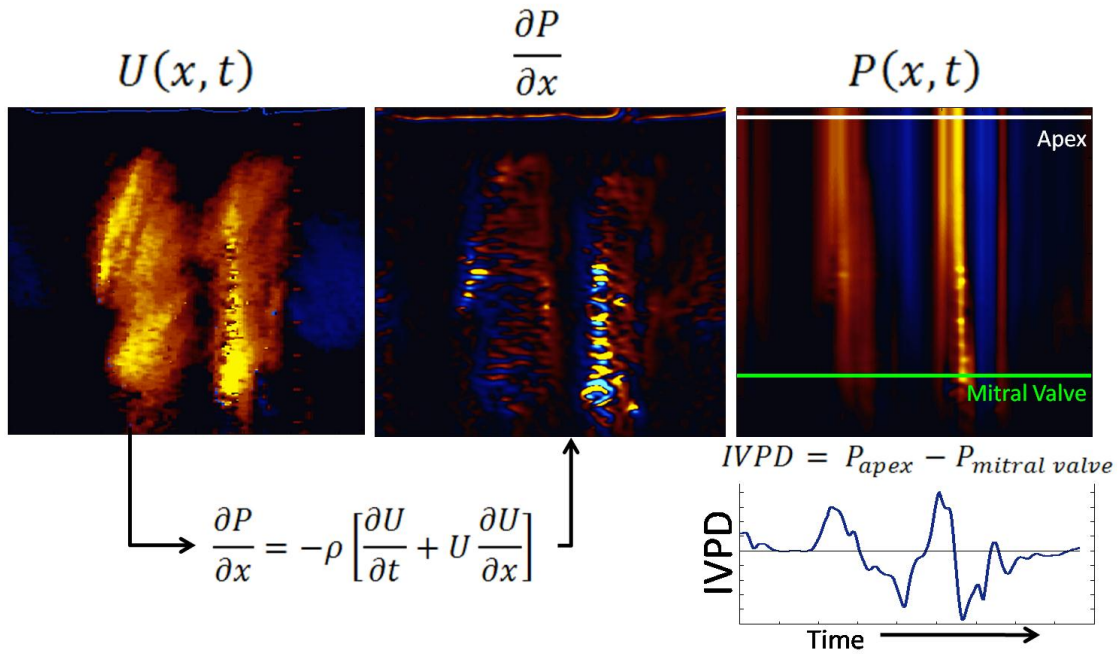 U(x, t)
∂P/∂x
P(x, t)
Apex
Mitral Valve
∂P/∂x = −ρ[∂U/∂t + U ∂U/∂x]
IVPD = P_apex − P_mitral valve
IVPD
Time